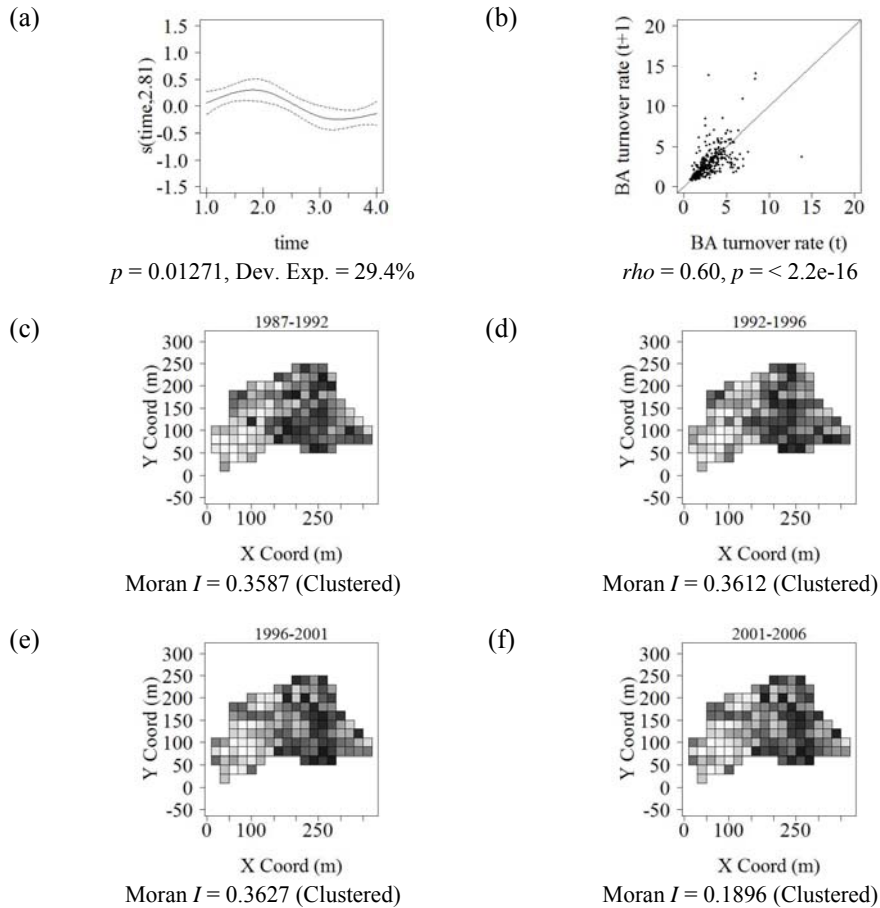 (a)
1.5
1.0
0.5
0.0
-0.5
-1.0
-1.5
s(time,2.81)
1.0 2.0 3.0 4.0
time
p = 0.01271, Dev. Exp. = 29.4%
(b)
20
15
10
5
0
BA turnover rate (t+1)
0 5 10 15 20
BA turnover rate (t)
rho = 0.60, p = < 2.2e-16
(c)
1987-1992
300
250
200
150
100
50
0
-50
Y Coord (m)
0 100 250
X Coord (m)
Moran I = 0.3587 (Clustered)
(d)
1992-1996
300
250
200
150
100
50
0
-50
Y Coord (m)
0 100 250
X Coord (m)
Moran I = 0.3612 (Clustered)
(e)
1996-2001
300
250
200
150
100
50
0
-50
Y Coord (m)
0 100 250
X Coord (m)
Moran I = 0.3627 (Clustered)
(f)
2001-2006
300
250
200
150
100
50
0
-50
Y Coord (m)
0 100 250
X Coord (m)
Moran I = 0.1896 (Clustered)